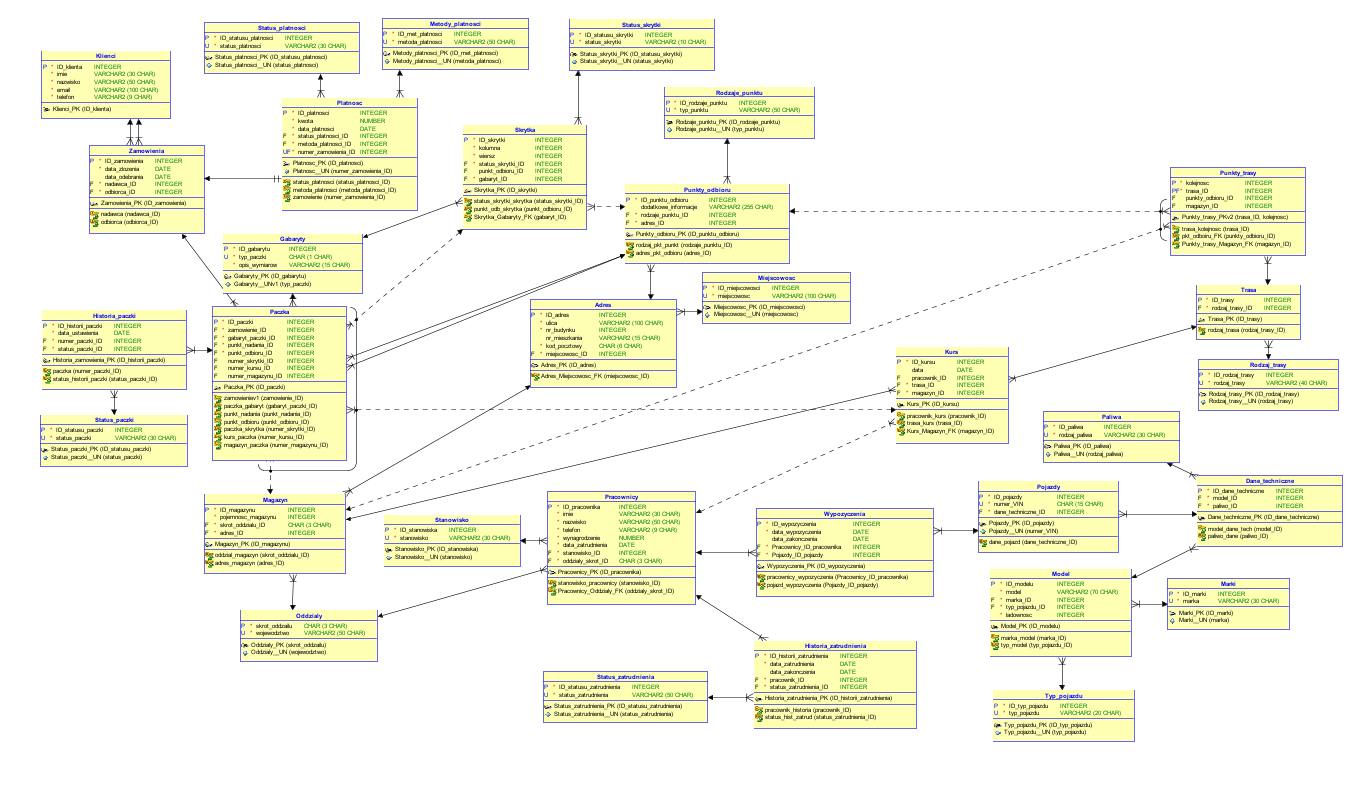 Klienci
P * ID_klienta INTEGER
* imie VARCHAR2 (30 CHAR)
* nazwisko VARCHAR2 (50 CHAR)
* email VARCHAR2 (100 CHAR)
* telefon VARCHAR2 (9 CHAR)
Klienci_PK (ID_klienta)
Status_platnosci
P * ID_statusu_platnosci INTEGER
U * status_platnosci VARCHAR2 (30 CHAR)
Status_platnosci_PK (ID_statusu_platnosci)
Status_platnosci__UN (status_platnosci)
Metody_platnosci
P * ID_met_platnosci INTEGER
U * metoda_platnosci VARCHAR2 (50 CHAR)
Metody_platnosci_PK (ID_met_platnosci)
Metody_platnosci__UN (metoda_platnosci)
Status_skrytki
P * ID_statusu_skrytki INTEGER
U * status_skrytki VARCHAR2 (10 CHAR)
Status_skrytki_PK (ID_statusu_skrytki)
Status_skrytki__UN (status_skrytki)
Rodzaje_punktu
P * ID_rodzaje_punktu INTEGER
U * typ_punktu VARCHAR2 (50 CHAR)
Rodzaje_punktu_PK (ID_rodzaje_punktu)
Rodzaje_punktu__UN (typ_punktu)
Platnosc
P * ID_platnosci INTEGER
* kwota NUMBER
* data_platnosci DATE
F * status_platnosci_ID INTEGER
F * metoda_platnosci_ID INTEGER
UF * numer_zamowienia_ID INTEGER
Platnosc_PK (ID_platnosci)
Platnosc__UN (numer_zamowienia_ID)
status_platnosci (status_platnosci_ID)
metoda_platnosci (metoda_platnosci_ID)
zamowienie (numer_zamowienia_ID)
Zamowienia
P * ID_zamowienia INTEGER
* data_zlozenia DATE
data_odebrania DATE
F * nadawca_ID INTEGER
F * odbiorca_ID INTEGER
Zamowienia_PK (ID_zamowienia)
nadawca (nadawca_ID)
odbiorca (odbiorca_ID)
Skrytka
P * ID_skrytki INTEGER
* kolumna INTEGER
* wiersz INTEGER
F * status_skrytki_ID INTEGER
F * punkt_odbioru_ID INTEGER
F * gabaryt_ID INTEGER
Skrytka_PK (ID_skrytki)
status_skrytki_skrytka (status_skrytki_ID)
punkt_odb_skrytka (punkt_odbioru_ID)
Skrytka_Gabaryty_FK (gabaryt_ID)
Punkty_odbioru
P * ID_punktu_odbioru INTEGER
dodatkowe_informacje VARCHAR2 (255 CHAR)
F * rodzaje_punktu_ID INTEGER
F * adres_ID INTEGER
Punkty_odbioru_PK (ID_punktu_odbioru)
rodzaj_pkt_punkt (rodzaje_punktu_ID)
adres_pkt_punkt (adres_ID)
Punkty_trasy
P * kolejnosc INTEGER
PF * trasa_ID INTEGER
F punktu_odbioru_ID INTEGER
F magazyn_ID INTEGER
Punkty_trasy_PKv2 (trasa_ID, kolejnosc)
trasa_kolejnosc (trasa_ID)
pkt_odboiru_FK (punktu_odbioru_ID)
Punkty_trasy_Magazyn_FK (magazyn_ID)
Gabaryty
P * ID_gabarytu INTEGER
U * typ_paczki CHAR (1 CHAR)
* opis_wymiarow VARCHAR2 (15 CHAR)
Gabaryty_PK (ID_gabarytu)
Gabaryty__UNv1 (typ_paczki)
Miejscowosc
P * ID_miejscowosci INTEGER
U * miejscowosc VARCHAR2 (100 CHAR)
Miejscowosc_PK (ID_miejscowosci)
Miejscowosc__UN (miejscowosc)
Trasa
P * ID_trasy INTEGER
F * rodzaj_trasy_ID INTEGER
Trasa_PK (ID_trasy)
rodzaj_trasa (rodzaj_trasy_ID)
Historia_paczki
P * ID_historii_paczki INTEGER
* data_ustawienia DATE
F * numer_paczki_ID INTEGER
F * status_paczki_ID INTEGER
Historia_zamowienia_PK (ID_historii_paczki)
paczka (numer_paczki_ID)
status_historii_paczki (status_paczki_ID)
Paczka
P * ID_paczki INTEGER
F * zamowienie_ID INTEGER
F * gabaryt_paczki_ID INTEGER
F * punkt_nadania_ID INTEGER
F * punkt_odbioru_ID INTEGER
F numer_skrytki_ID INTEGER
F numer_kursu_ID INTEGER
F numer_magazynu_ID INTEGER
Paczka_PK (ID_paczki)
zamowieniev1 (zamowienie_ID)
paczka_gabaryt (gabaryt_paczki_ID)
punkt_nadania (punkt_nadania_ID)
punkt_odbioru (punkt_odbioru_ID)
paczka_skrytka (numer_skrytki_ID)
kurs_paczka (numer_kursu_ID)
magazyn_paczka (numer_magazynu_ID)
Adres
P * ID_adres INTEGER
* ulica VARCHAR2 (100 CHAR)
* nr_budynku INTEGER
nr_mieszkania VARCHAR2 (15 CHAR)
* kod_pocztowy CHAR (6 CHAR)
F * miejscowosc_ID INTEGER
Adres_PK (ID_adres)
Adres_Miejscowosc_FK (miejscowosc_ID)
Kurs
P * ID_kursu INTEGER
data DATE
F pracownik_ID INTEGER
F * trasa_ID INTEGER
F * magazyn_ID INTEGER
Kurs_PK (ID_kursu)
pracownik_kurs (pracownik_ID)
trasa_kurs (trasa_ID)
Kurs_Magazyn_FK (magazyn_ID)
Rodzaj_trasy
P * ID_rodzaj_trasy INTEGER
U * rodzaj_trasy VARCHAR2 (40 CHAR)
Rodzaj_trasy_PK (ID_rodzaj_trasy)
Rodzaj_trasy__UN (rodzaj_trasy)
Status_paczki
P * ID_statusu_paczki INTEGER
U * status_paczki VARCHAR2 (30 CHAR)
Status_paczki_PK (ID_statusu_paczki)
Status_paczki__UN (status_paczki)
Paliwa
P * ID_paliwa INTEGER
U * rodzaj_paliwa VARCHAR2 (30 CHAR)
Paliwa_PK (ID_paliwa)
Paliwa__UN (rodzaj_paliwa)
Magazyn
P * ID_magazynu INTEGER
* pojemnosc_magazynu INTEGER
F * skrot_oddzialu_ID CHAR (3 CHAR)
F * adres_ID INTEGER
Magazyn_PK (ID_magazynu)
oddzial_magazyn (skrot_oddzialu_ID)
adres_magazyn (adres_ID)
Stanowisko
P * ID_stanowiska INTEGER
U * stanowisko VARCHAR2 (30 CHAR)
Stanowisko_PK (ID_stanowiska)
Stanowisko__UN (stanowisko)
Pracownicy
P * ID_pracownika INTEGER
* imie VARCHAR2 (30 CHAR)
* nazwisko VARCHAR2 (50 CHAR)
* telefon VARCHAR2 (9 CHAR)
* wynagrodzenie NUMBER
* data_zatrudnienia DATE
F * stanowisko_ID INTEGER
F * oddzialy_skrot_ID CHAR (3 CHAR)
Pracownicy_PK (ID_pracownika)
stanowisko_pracownicy (stanowisko_ID)
Pracownicy_Oddzialy_FK (oddzialy_skrot_ID)
Wypozyczenia
P * ID_wypozyczenia INTEGER
* data_wypozyczenia DATE
data_zakonczenia DATE
F * Pracownicy_ID_pracownika INTEGER
F * Pojazdy_ID_pojazdy INTEGER
Wypozyczenia_PK (ID_wypozyczenia)
pracownicy_wypozyczenia (Pracownicy_ID_pracownika)
pojazd_wypozyczenia (Pojazdy_ID_pojazdy)
Pojazdy
P * ID_pojazdy INTEGER
U * numer_VIN CHAR (15 CHAR)
F * dane_techniczne_ID INTEGER
Pojazdy_PK (ID_pojazdy)
Pojazdy__UN (numer_VIN)
dane_pojazd (dane_techniczne_ID)
Dane_techniczne
P * ID_dane_techniczne INTEGER
F * model_ID INTEGER
F * paliwo_ID INTEGER
Dane_techniczne_PK (ID_dane_techniczne)
model_dane_tech (model_ID)
paliwo_dane (paliwo_ID)
Model
P * ID_modelu INTEGER
* model VARCHAR2 (70 CHAR)
F * marka_ID INTEGER
F * typ_pojazdu_ID INTEGER
* ladownosc INTEGER
Model_PK (ID_modelu)
marka_model (marka_ID)
typ_model (typ_pojazdu_ID)
Marki
P * ID_marki INTEGER
U * marka VARCHAR2 (30 CHAR)
Marki_PK (ID_marki)
Marki__UN (marka)
Oddzialy
P * skrot_oddzialu CHAR (3 CHAR)
U * wojewodztwo VARCHAR2 (50 CHAR)
Oddzialy_PK (skrot_oddzialu)
Oddzialy__UN (wojewodztwo)
Historia_zatrudnienia
P * ID_historii_zatrudnienia INTEGER
* data_zatrudnienia DATE
data_zakonczenia DATE
F * pracownik_ID INTEGER
F * status_zatrudnienia_ID INTEGER
Historia_zatrudnienia_PK (ID_historii_zatrudnienia)
pracownik_historia (pracownik_ID)
status_hist_zatrud (status_zatrudnienia_ID)
Status_zatrudnienia
P * ID_statusu_zatrudnienia INTEGER
U * status_zatrudnienia VARCHAR2 (50 CHAR)
Status_zatrudnienia_PK (ID_statusu_zatrudnienia)
Status_zatrudnienia__UN (status_zatrudnienia)
Typ_pojazdu
P * ID_typ_pojazdu INTEGER
U * typ_pojazdu VARCHAR2 (20 CHAR)
Typ_pojazdu_PK (ID_typ_pojazdu)
Typ_pojazdu__UN (typ_pojazdu)